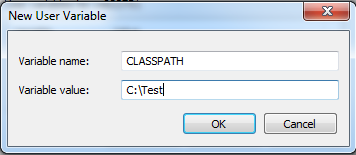 New User Variable
Variable name: CLASSPATH
Variable value: C:\Test
OK Cancel